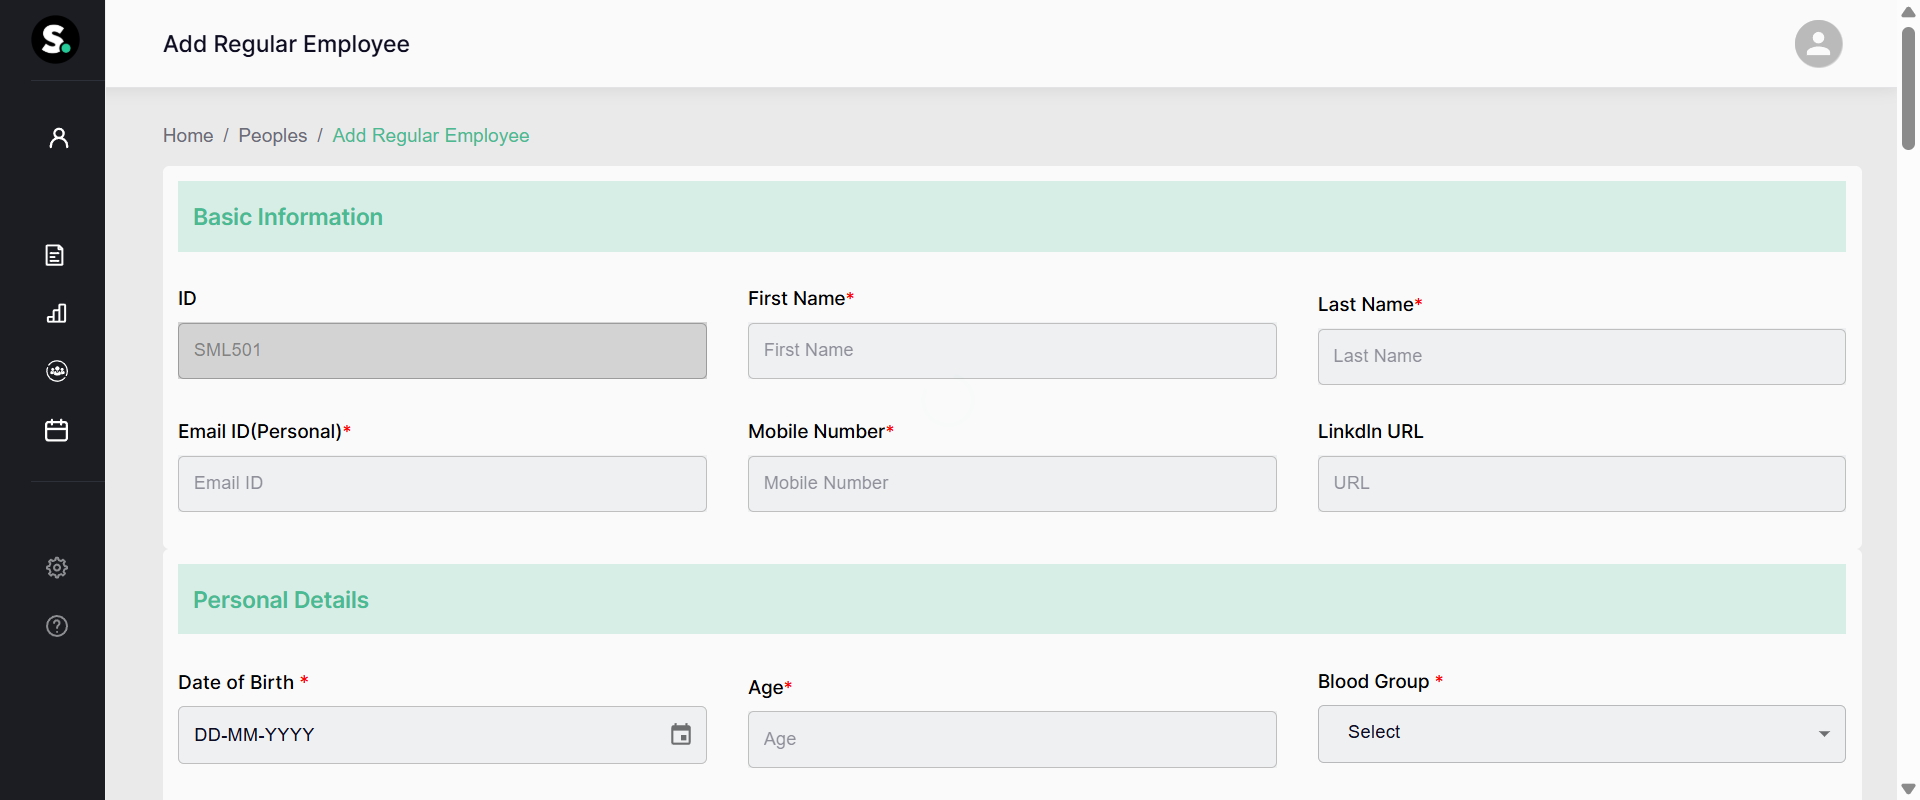 S.
Add Regular Employee
Home / Peoples / Add Regular Employee
Basic Information
ID
First Name*
Last Name*
SML501
First Name
Last Name
Email ID(Personal)*
Mobile Number*
LinkdIn URL
Email ID
Mobile Number
URL
Personal Details
Date of Birth *
Age*
Blood Group *
DD-MM-YYYY
Age
Select